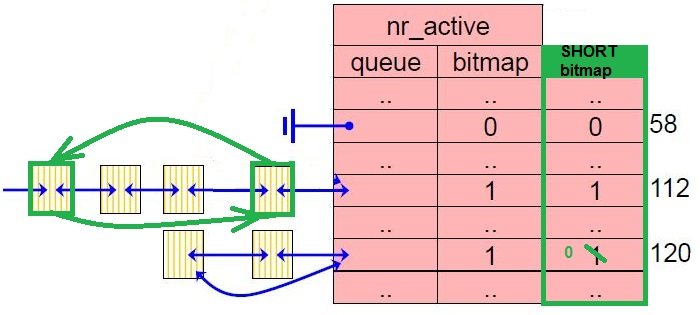 nr_active
queue bitmap SHORT bitmap
.. .. ..
0 0 58
.. .. ..
1 1 112
.. .. ..
1 0 1 120
.. .. ..